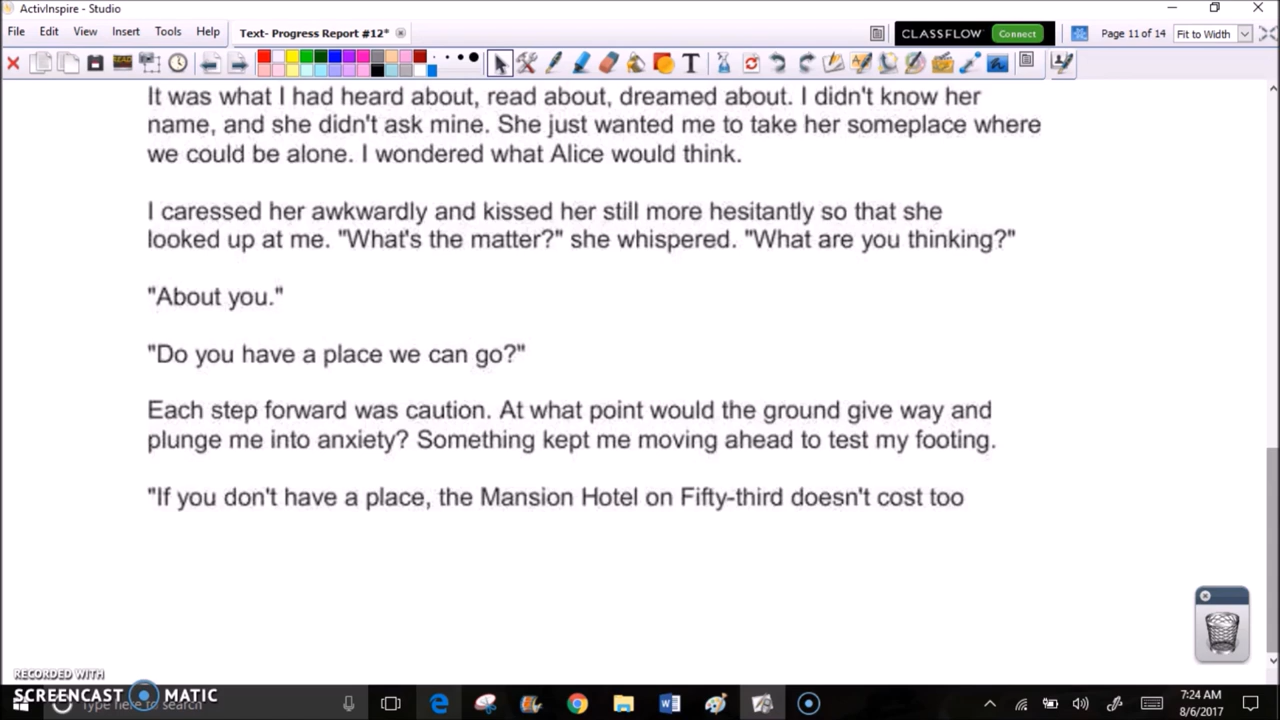 ActivInspire - Studio
File Edit View Insert Tools Help Text- Progress Report #12* CLASSFLOW Connect Page 11 of 14 Fit to Width
It was what I had heard about, read about, dreamed about. I didn't know her
name, and she didn't ask mine. She just wanted me to take her someplace where
we could be alone. I wondered what Alice would think.
I caressed her awkwardly and kissed her still more hesitantly so that she
looked up at me. "What's the matter?" she whispered. "What are you thinking?"
"About you."
"Do you have a place we can go?"
Each step forward was caution. At what point would the ground give way and
plunge me into anxiety? Something kept me moving ahead to test my footing.
"If you don't have a place, the Mansion Hotel on Fifty-third doesn't cost too
RECORDED WITH
SCREENCAST MATIC
Type here to search
7:24 AM
8/6/2017